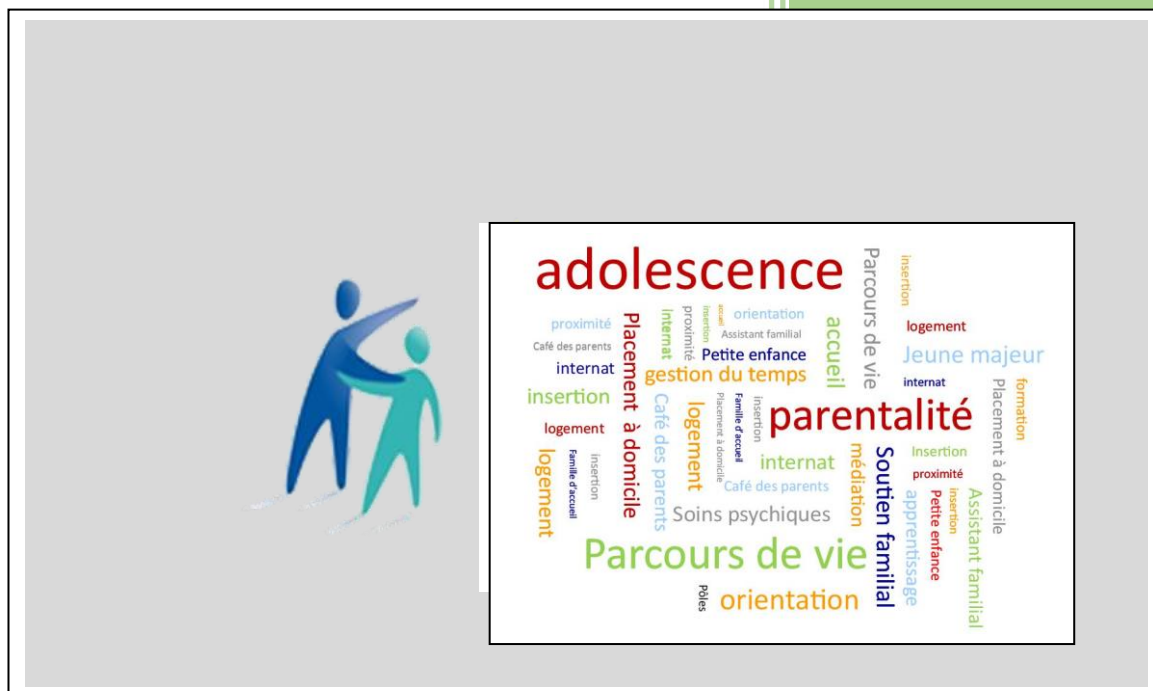 adolescence
Parcours de vie
insertion
proximité
Café des parents
internat
insertion
logement
Placement à domicile
internat
proximité
insertion
accueil
orientation
Assistant familial
Petite enfance
gestion du temps
accueil
logement
Jeune majeur
internat
Placement à domicile
formation
parentalité
Café des parents
logement
Placement à domicile
Famille d'accueil
insertion
internat
Café des parents
médiation
Soutien familial
Insertion
proximité
logement
Famille d'accueil
insertion
Soins psychiques
apprentissage
Petite enfance
insertion
Assistant familial
Parcours de vie
Pôles
orientation